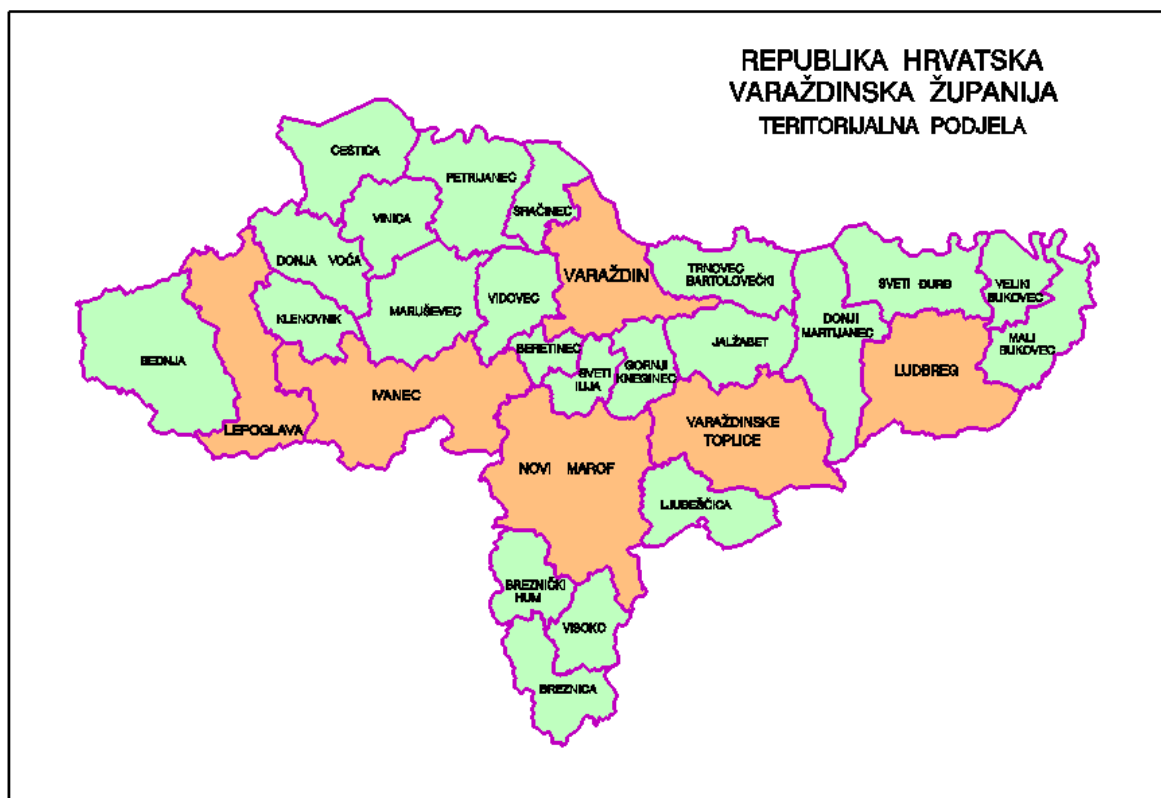 REPUBLIKA HRVATSKA
VARAŽDINSKA ŽUPANIJA
TERITORIJALNA PODJELA
CEŠTICA
PETRIJANEC
SRAČINEC
VINICA
DONJA VOĆA
VARAŽDIN
TRNOVEC
BARTOLOVEČKI
SVETI ĐURĐ
VELIKI
BUKOVEC
KLENOVNIK
MARUŠEVEC
VIDOVEC
DONJI
MARTIJANEC
MALI
BUKOVEC
BEDNJA
BERETINEC
SVETI
ILIJA
GORNJI
KNEGINEC
JALŽABET
LUDBREG
IVANEC
LEPOGLAVA
VARAŽDINSKE
TOPLICE
NOVI MAROF
LJUBEŠĆICA
BREZNIČKI
HUM
VISOKO
BREZNICA